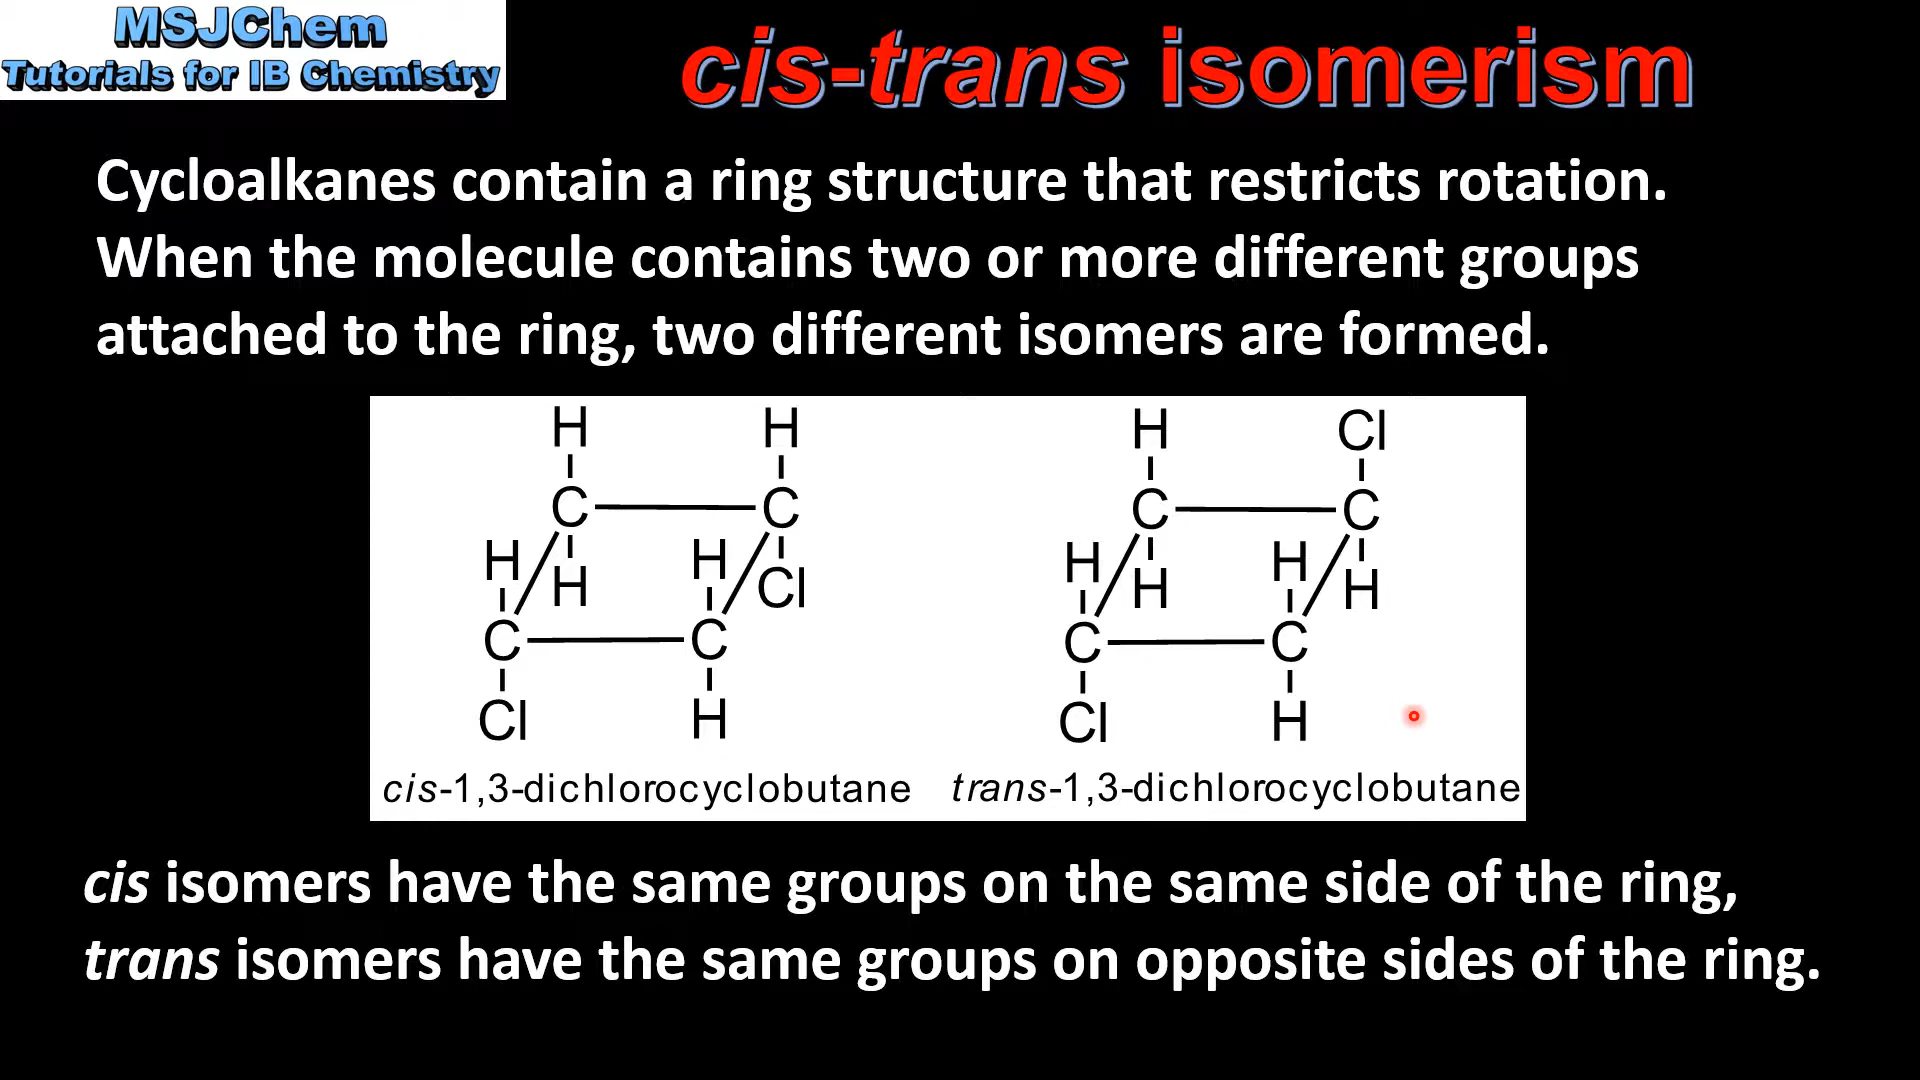 MSJChem
Tutorials for IB Chemistry
cis-trans isomerism
Cycloalkanes contain a ring structure that restricts rotation.
When the molecule contains two or more different groups
attached to the ring, two different isomers are formed.
H H H Cl
C C C C
H H H H
H Cl H H
C C C C
Cl H Cl H
cis-1,3-dichlorocyclobutane trans-1,3-dichlorocyclobutane
cis isomers have the same groups on the same side of the ring,
trans isomers have the same groups on opposite sides of the ring.